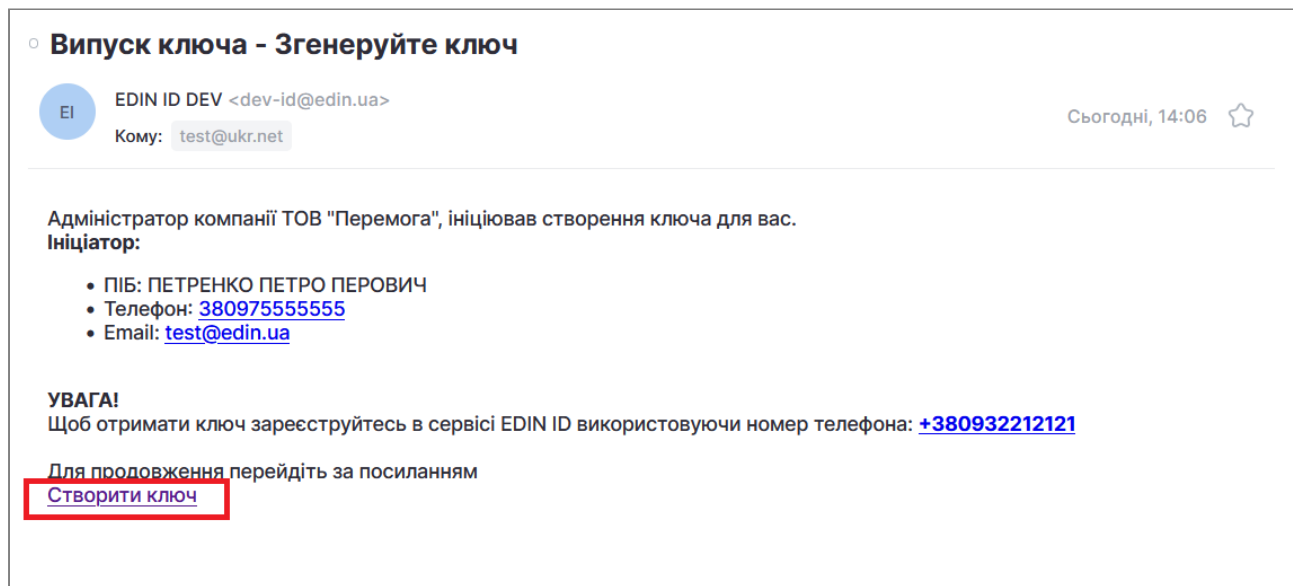 Випуск ключа - Згенеруйте ключ
EI
EDIN ID DEV <dev-id@edin.ua>
Кому: test@ukr.net
Сьогодні, 14:06
Адміністратор компанії ТОВ "Перемога", ініціював створення ключа для вас.
Ініціатор:
• ПІБ: ПЕТРЕНКО ПЕТРО ПЕРОВИЧ
• Телефон: 380975555555
• Email: test@edin.ua
УВАГА!
Щоб отримати ключ зареєструйтесь в сервісі EDIN ID використовуючи номер телефона: +380932212121
Для продовження перейдіть за посиланням
Створити ключ